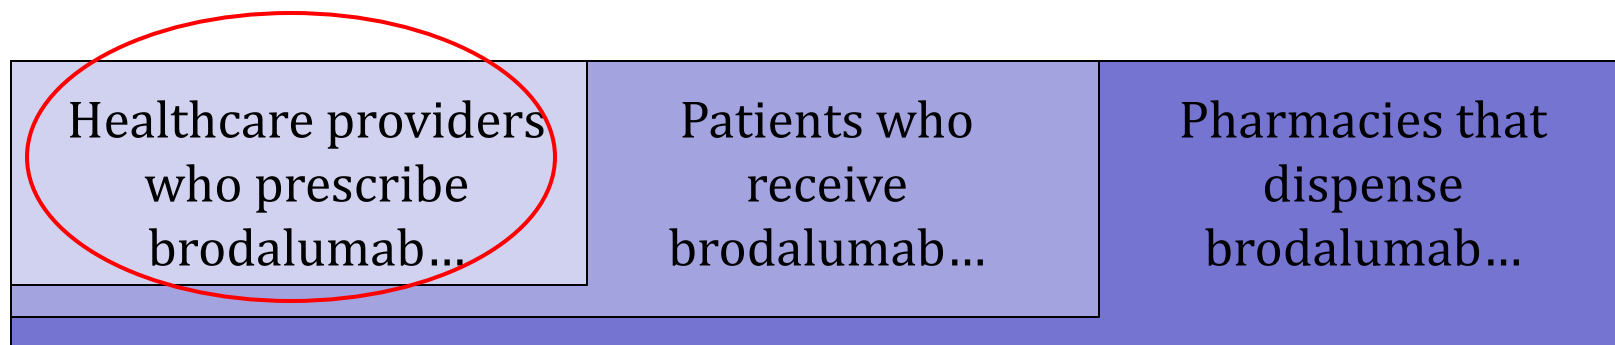 Healthcare providers
who prescribe
brodalumab…
Patients who
receive
brodalumab…
Pharmacies that
dispense
brodalumab…